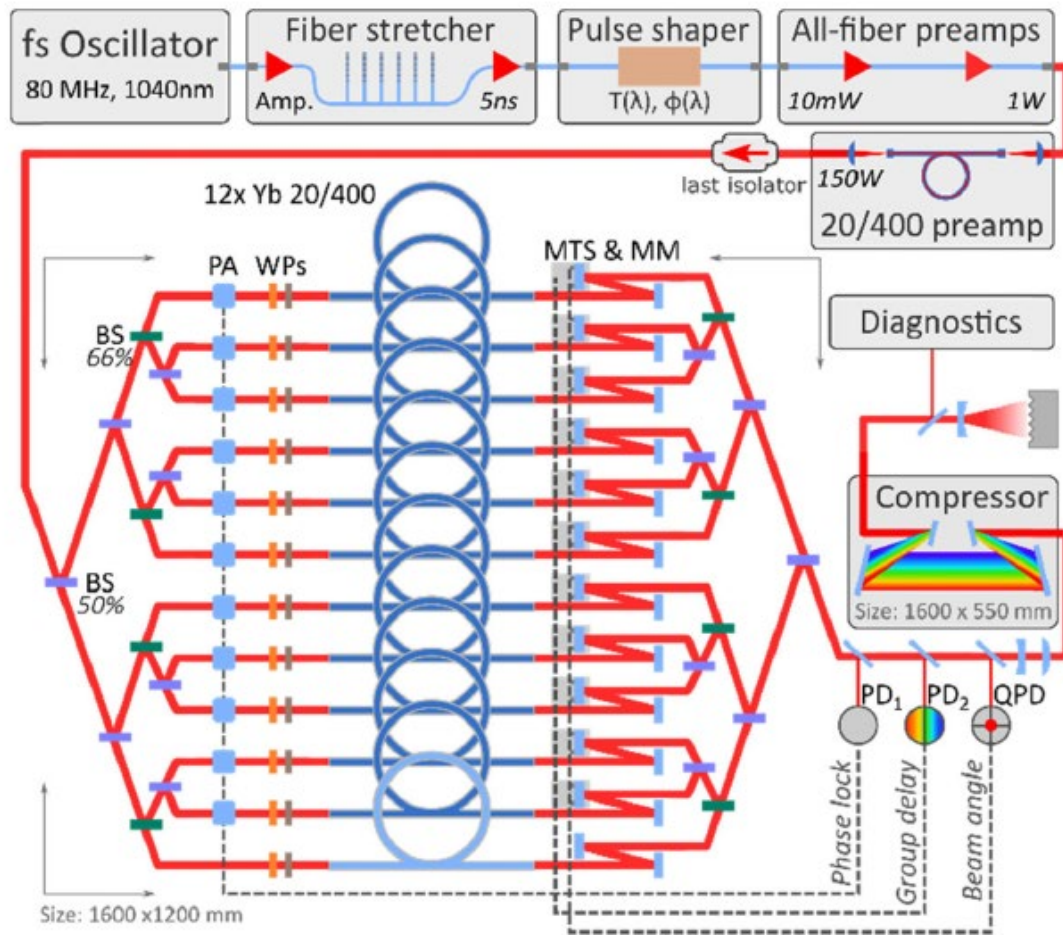 fs Oscillator
80 MHz, 1040nm
Fiber stretcher
Amp.
5ns
Pulse shaper
T(λ), ϕ(λ)
All-fiber preamps
10mW
1W
last isolator
150W
20/400 preamp
12x Yb 20/400
PA
WPs
MTS & MM
BS
66%
BS
50%
Diagnostics
Compressor
Size: 1600 x 550 mm
PD₁
PD₂
QPD
Phase lock
Group delay
Beam angle
Size: 1600 x1200 mm